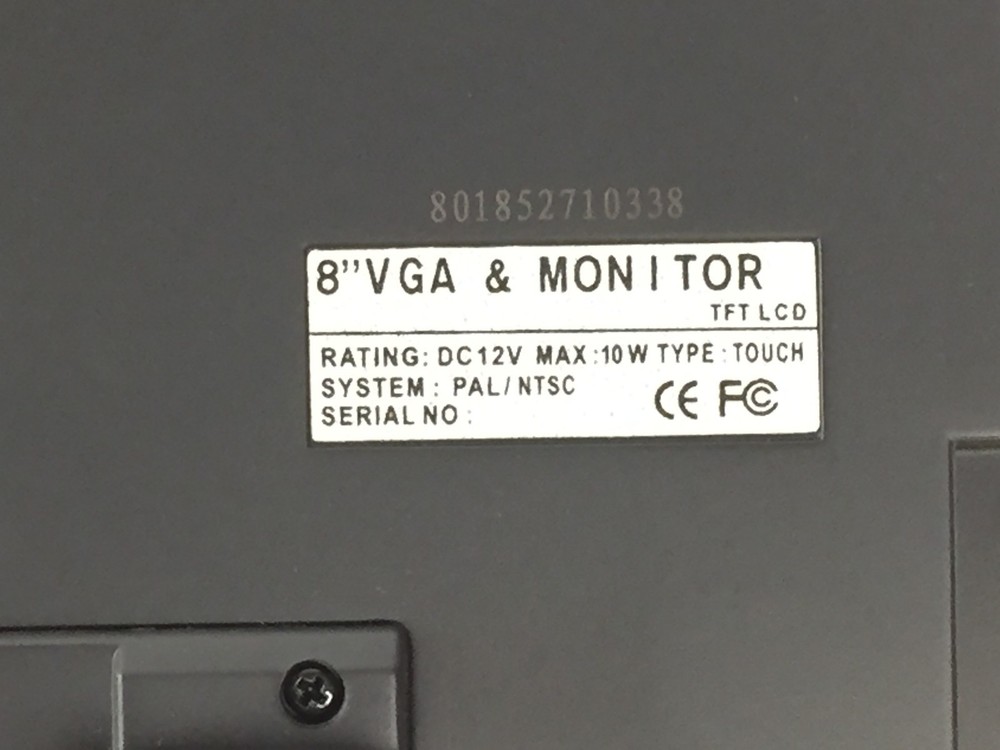 801852710338
8"VGA & MONITOR
TFT LCD
RATING: DC12V MAX:10W TYPE:TOUCH
SYSTEM: PAL/NTSC
SERIAL NO:
CE FC